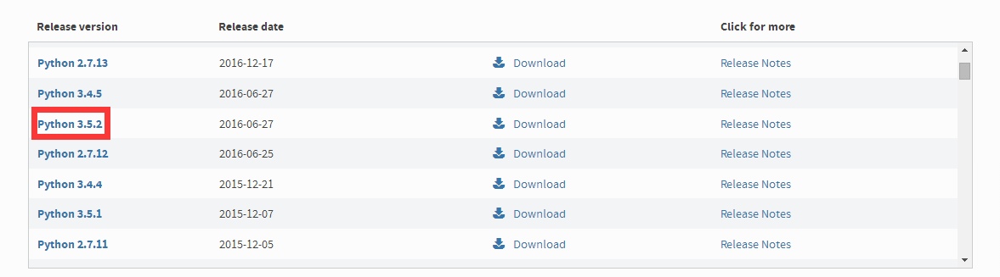 Release version Release date Click for more
Python 2.7.13 2016-12-17 Download Release Notes
Python 3.4.5 2016-06-27 Download Release Notes
Python 3.5.2 2016-06-27 Download Release Notes
Python 2.7.12 2016-06-25 Download Release Notes
Python 3.4.4 2015-12-21 Download Release Notes
Python 3.5.1 2015-12-07 Download Release Notes
Python 2.7.11 2015-12-05 Download Release Notes